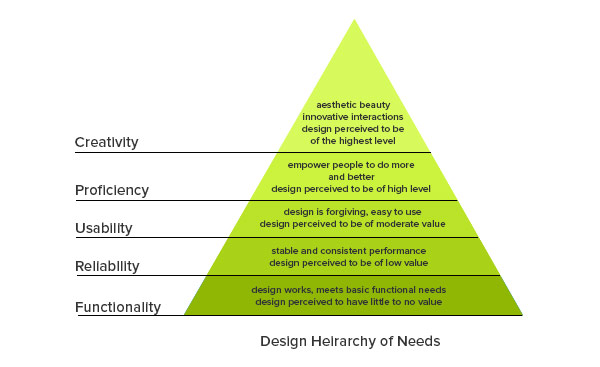 aesthetic beauty
innovative interactions
design perceived to be
of the highest level
Creativity
empower people to do more
and better
design perceived to be of high level
Proficiency
design is forgiving, easy to use
design perceived to be of moderate value
Usability
stable and consistent performance
design perceived to be of low value
Reliability
design works, meets basic functional needs
design perceived to have little to no value
Functionality
Design Heirarchy of Needs